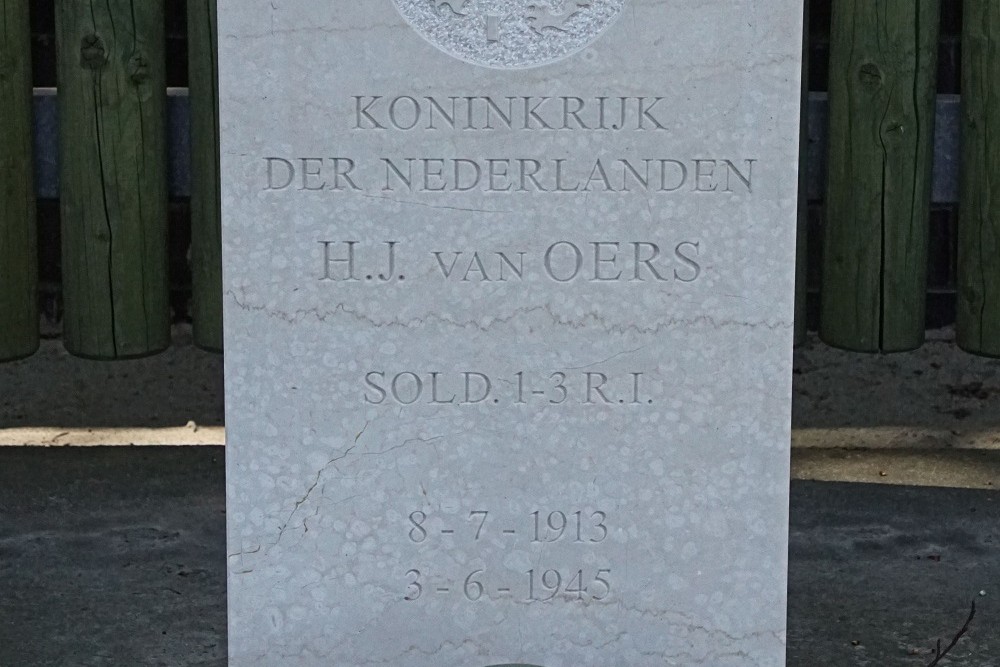 KONINKRIJK
DER NEDERLANDEN
H.J. VAN OERS
SOLD. 1-3 R.I.
8 - 7 - 1913
3 - 6 - 1945